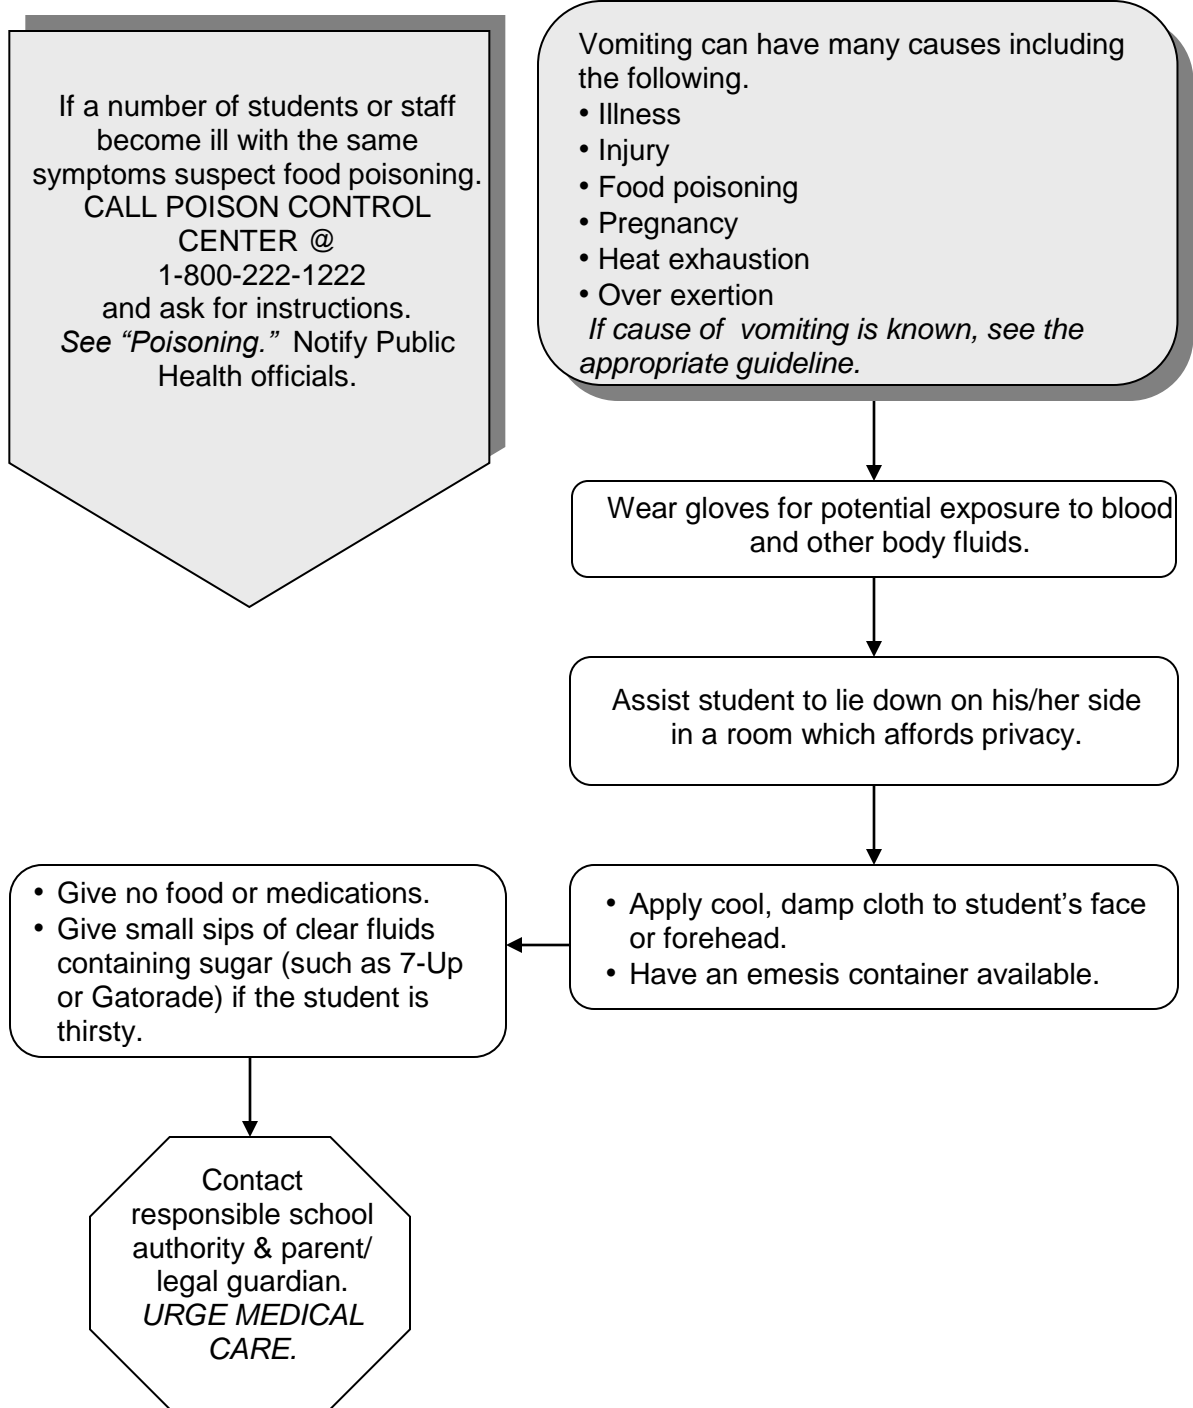 If a number of students or staff
become ill with the same
symptoms suspect food poisoning.
CALL POISON CONTROL
CENTER @
1-800-222-1222
and ask for instructions.
See “Poisoning.”  Notify Public
Health officials.
Vomiting can have many causes including
the following.
• Illness
• Injury
• Food poisoning
• Pregnancy
• Heat exhaustion
• Over exertion
If cause of  vomiting is known, see the
appropriate guideline.
Wear gloves for potential exposure to blood
and other body fluids.
Assist student to lie down on his/her side
in a room which affords privacy.
• Apply cool, damp cloth to student’s face
or forehead.
• Have an emesis container available.
• Give no food or medications.
• Give small sips of clear fluids
containing sugar (such as 7-Up
or Gatorade) if the student is
thirsty.
Contact
responsible school
authority & parent/
legal guardian.
URGE MEDICAL
CARE.